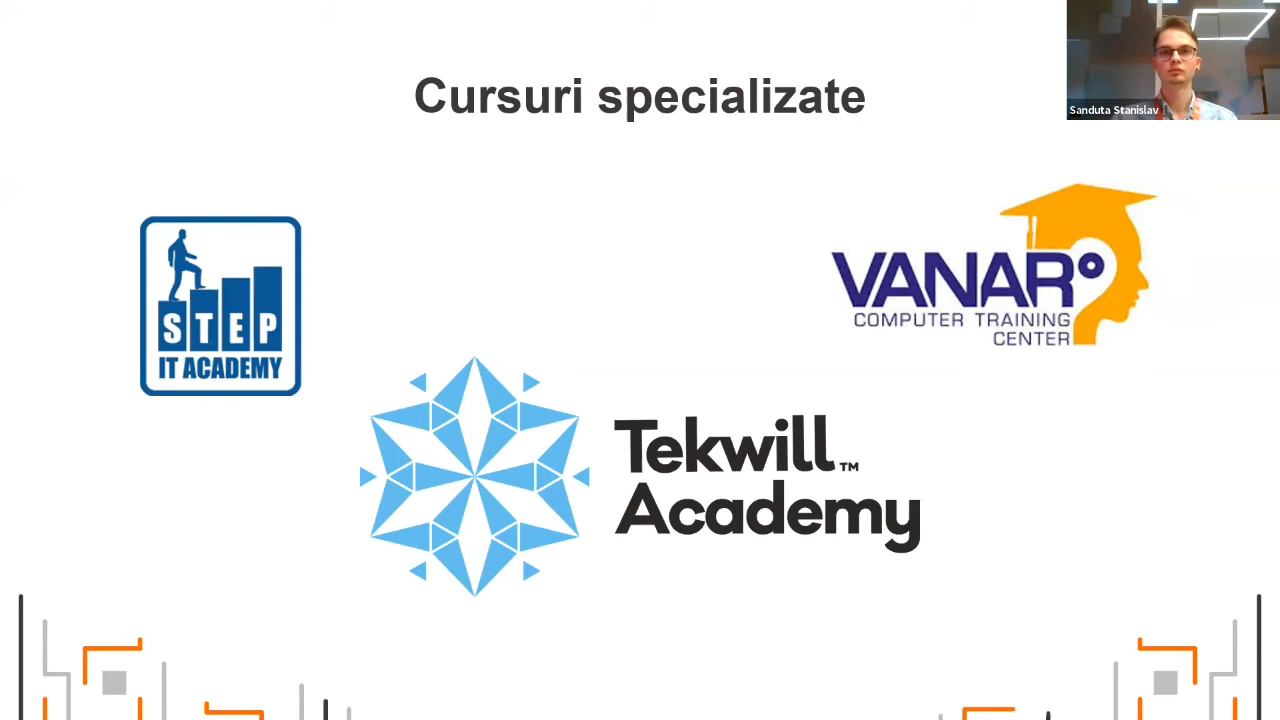 Cursuri specializate
Sanduta Stanislav
STEP
IT ACADEMY
VANAR
COMPUTER TRAINING
CENTER
Tekwill™
Academy